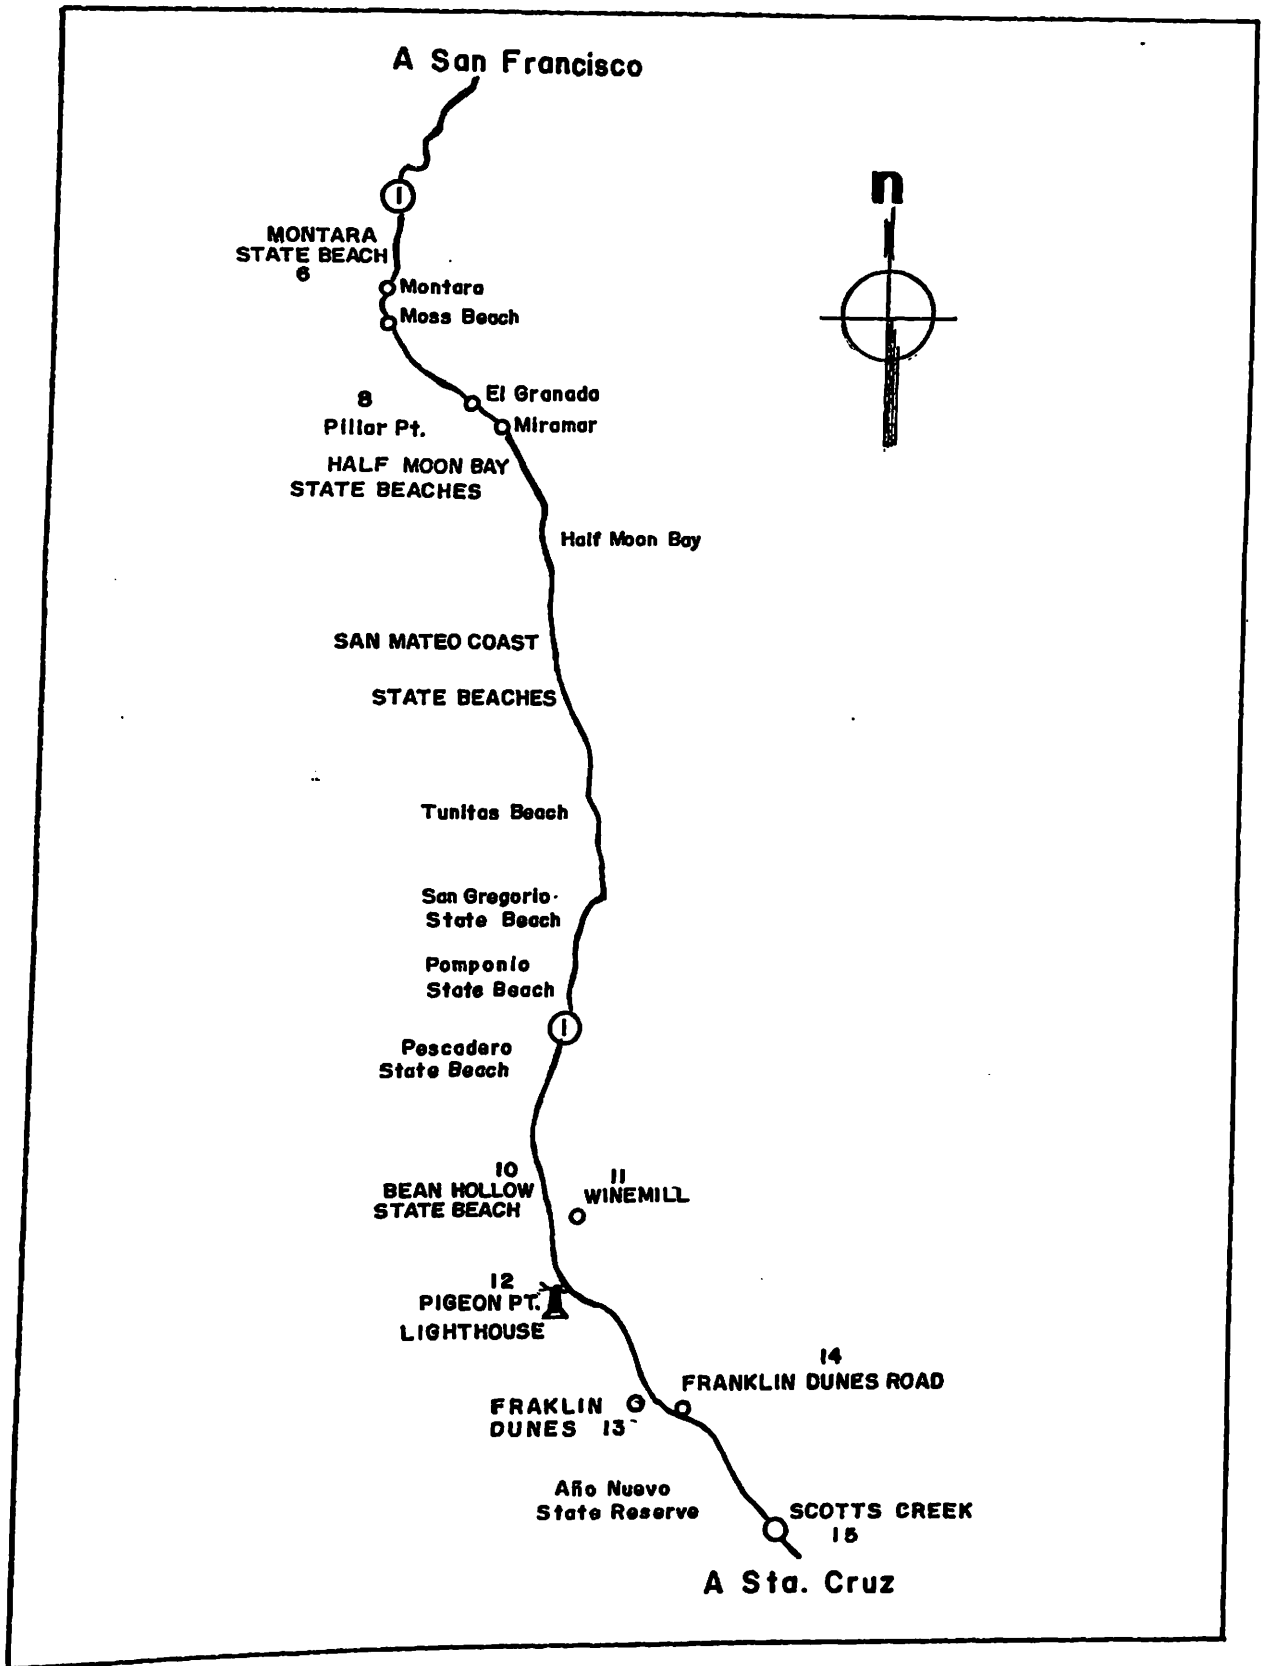 A San Francisco
n
1
MONTARA
STATE BEACH
6
Montara
Moss Beach
El Granada
8
Miramar
Pillar Pt.
HALF MOON BAY
STATE BEACHES
Half Moon Bay
SAN MATEO COAST
STATE BEACHES
Tunitas Beach
San Gregorio
State Beach
Pomponio
State Beach
1
Pescadero
State Beach
10
BEAN HOLLOW
STATE BEACH
11
WINEMILL
12
PIGEON PT.
LIGHTHOUSE
14
FRANKLIN DUNES ROAD
FRAKLIN
DUNES 13
Año Nuevo
State Reserve
SCOTTS CREEK
15
A Sta. Cruz